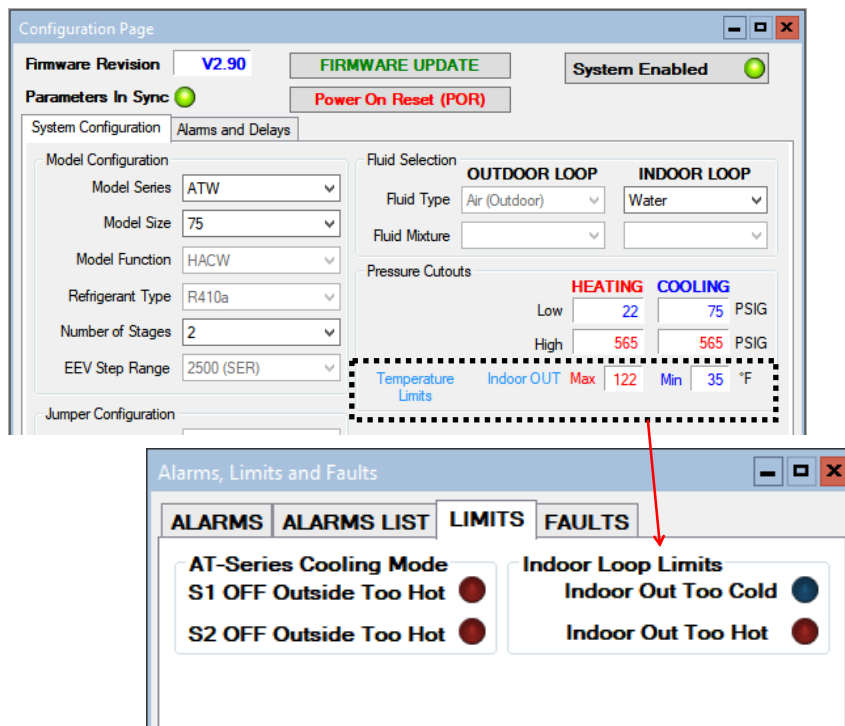 Configuration Page
Firmware Revision V2.90 FIRMWARE UPDATE System Enabled
Parameters In Sync Power On Reset (POR)
System Configuration Alarms and Delays
Model Configuration
Model Series ATW
Model Size 75
Model Function HACW
Refrigerant Type R410a
Number of Stages 2
EEV Step Range 2500 (SER)
Jumper Configuration
Fluid Selection
OUTDOOR LOOP INDOOR LOOP
Fluid Type Air (Outdoor) Water
Fluid Mixture
Pressure Cutouts
HEATING COOLING
Low 22 75 PSIG
High 565 565 PSIG
Temperature Limits Indoor OUT Max 122 Min 35 °F
Alarms, Limits and Faults
ALARMS ALARMS LIST LIMITS FAULTS
AT-Series Cooling Mode
S1 OFF Outside Too Hot
S2 OFF Outside Too Hot
Indoor Loop Limits
Indoor Out Too Cold
Indoor Out Too Hot